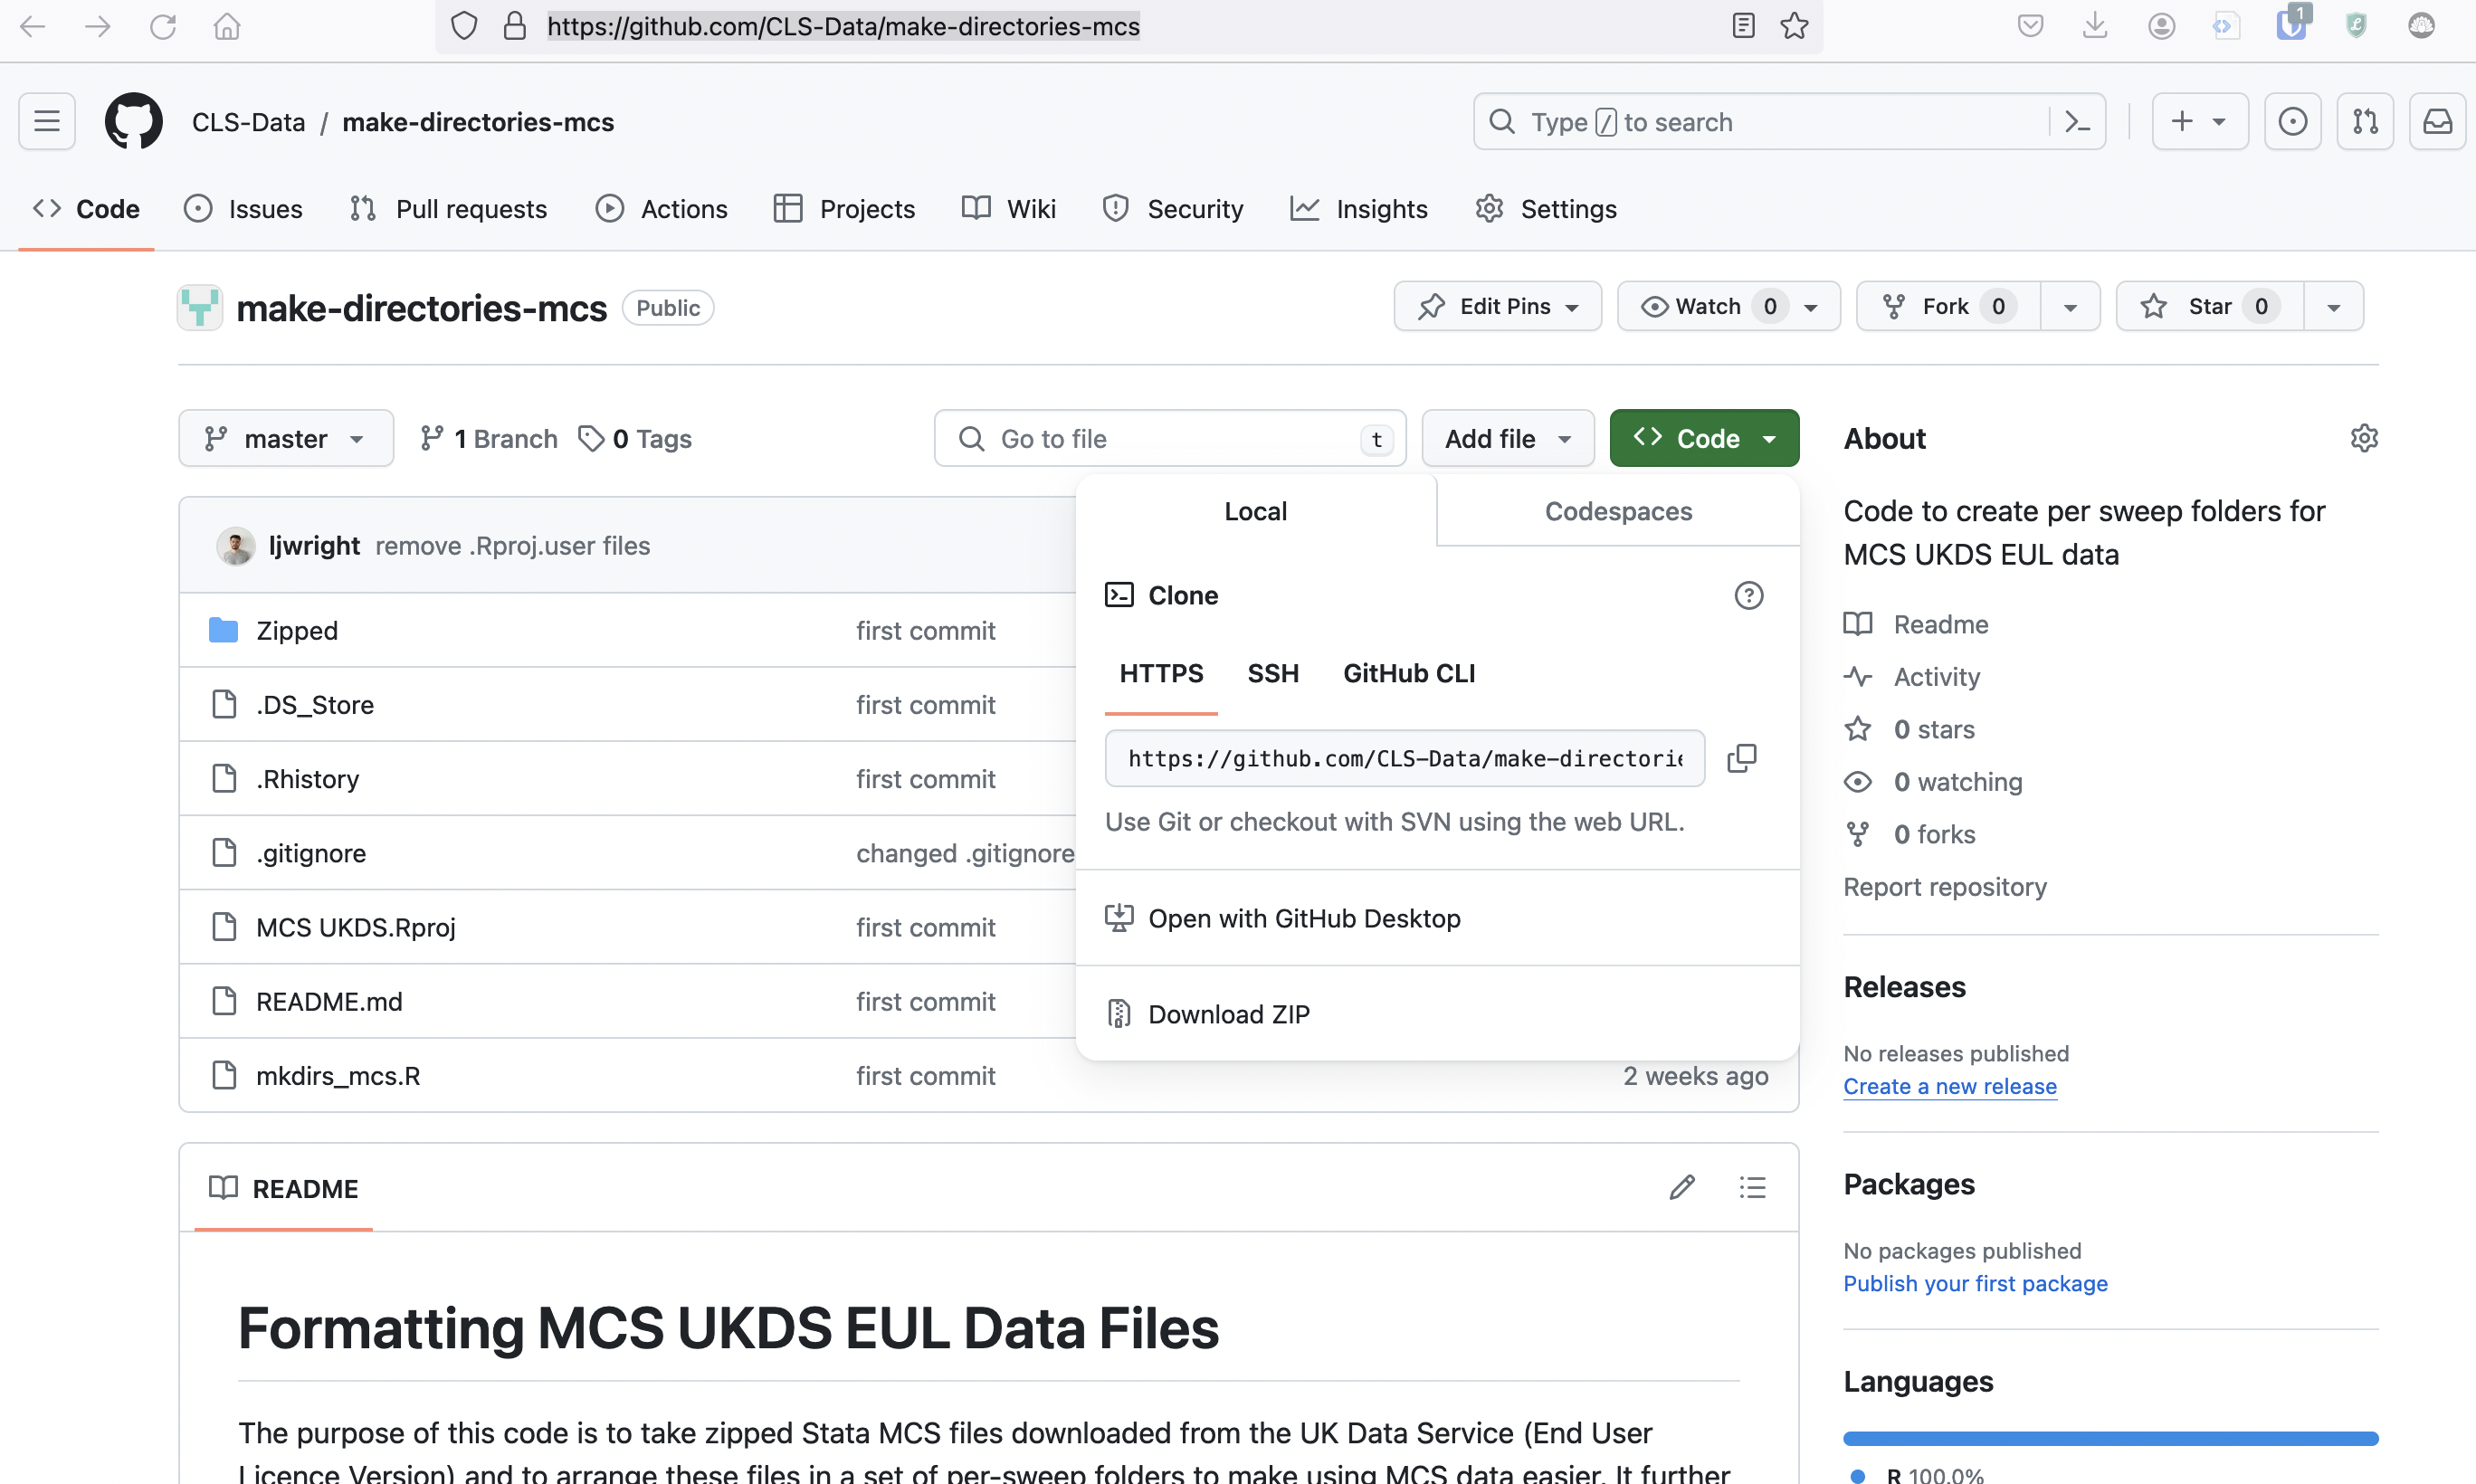 https://github.com/CLS-Data/make-directories-mcs
1
CLS-Data / make-directories-mcs
Type / to search
Code Issues Pull requests Actions Projects Wiki Security Insights Settings
make-directories-mcs Public
Edit Pins Watch 0 Fork 0 Star 0
master 1 Branch 0 Tags Go to file t Add file Code
ljwright remove .Rproj.user files
Zipped first commit
.DS_Store first commit
.Rhistory first commit
.gitignore changed .gitignore
MCS UKDS.Rproj first commit
README.md first commit
mkdirs_mcs.R first commit 2 weeks ago
Local Codespaces
Clone
HTTPS SSH GitHub CLI
https://github.com/CLS-Data/make-directorie
Use Git or checkout with SVN using the web URL.
Open with GitHub Desktop
Download ZIP
README
Formatting MCS UKDS EUL Data Files
The purpose of this code is to take zipped Stata MCS files downloaded from the UK Data Service (End User
Licence Version) and to arrange these files in a set of per-sweep folders to make using MCS data easier. It further
About
Code to create per sweep folders for
MCS UKDS EUL data
Readme
Activity
0 stars
0 watching
0 forks
Report repository
Releases
No releases published
Create a new release
Packages
No packages published
Publish your first package
Languages
R 100.0%